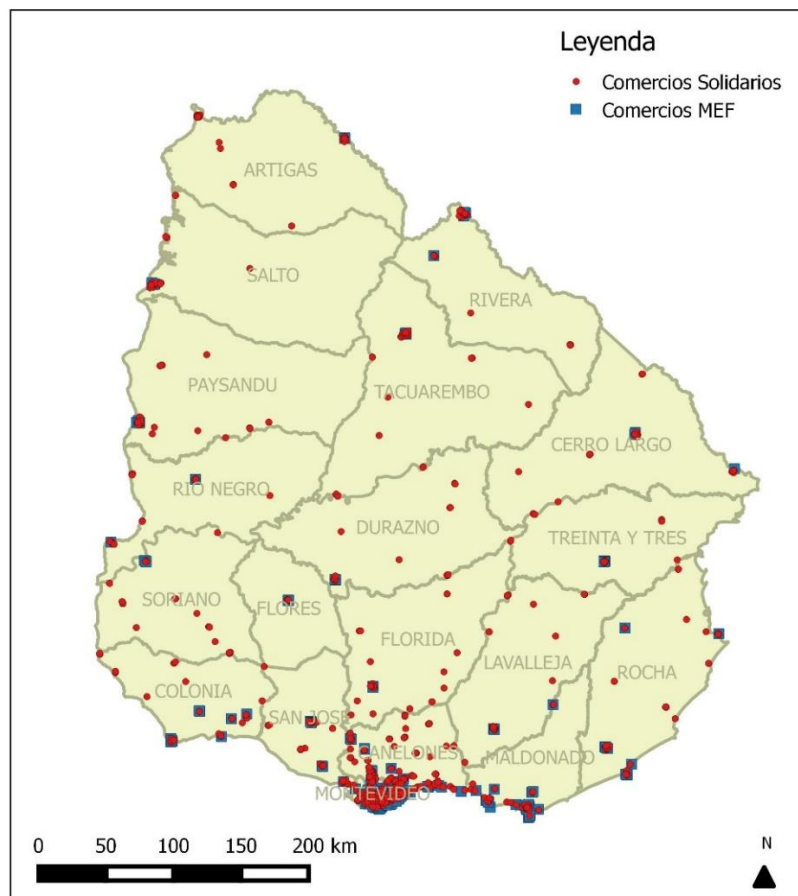 Leyenda
Comercios Solidarios
Comercios MEF
ARTIGAS
SALTO
RIVERA
PAYSANDU
TACUAREMBO
CERRO LARGO
RIO NEGRO
DURAZNO
TREINTA Y TRES
SORIANO
FLORES
FLORIDA
LAVALLEJA
ROCHA
COLONIA
SAN JOSE
CANELONES
MALDONADO
MONTEVIDEO
0 50 100 150 200 km
N